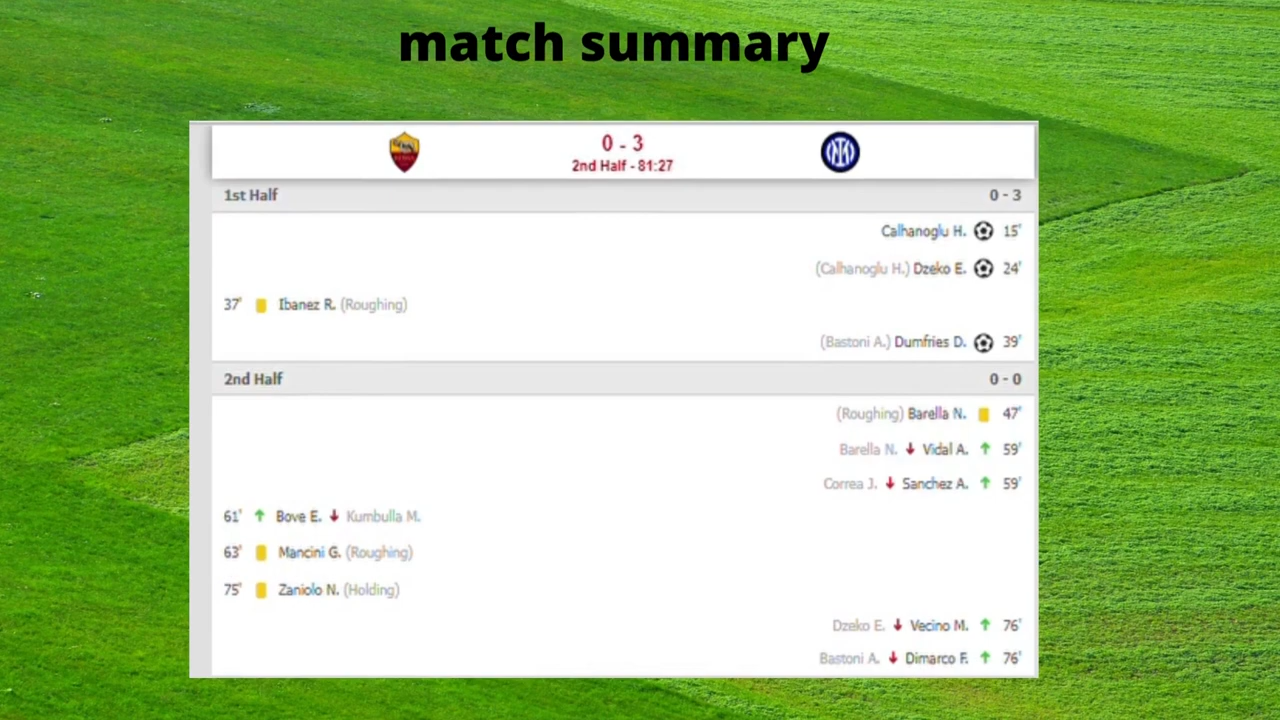 match summary
0 - 3
2nd Half - 81:27
1st Half 0 - 3
Calhanoglu H. 15'
(Calhanoglu H.) Dzeko E. 24'
37' Ibanez R. (Roughing)
(Bastoni A.) Dumfries D. 39'
2nd Half 0 - 0
(Roughing) Barella N. 47'
Barella N. Vidal A. 59'
Correa J. Sanchez A. 59'
61' Bove E. Kumbulla M.
63' Mancini G. (Roughing)
75' Zaniolo N. (Holding)
Dzeko E. Vecino M. 76'
Bastoni A. Dimarco F. 76'